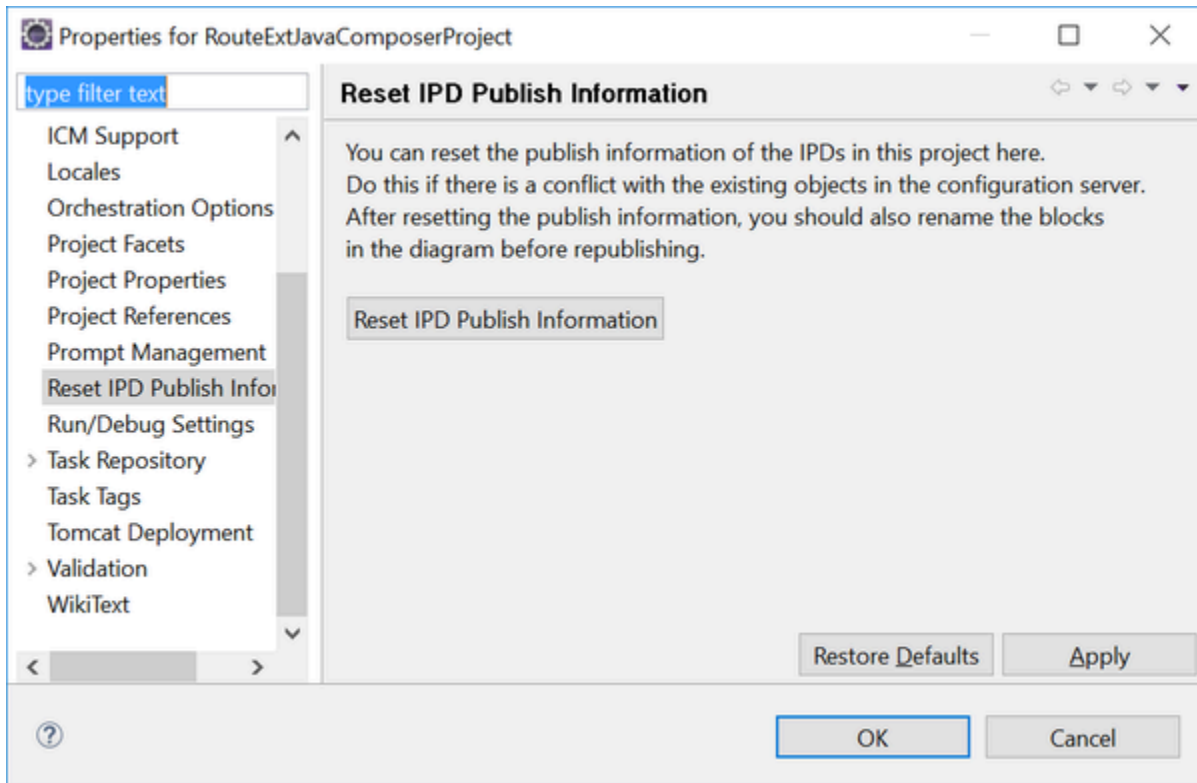 Properties for RouteExtJavaComposerProject
type filter text
ICM Support
Locales
Orchestration Options
Project Facets
Project Properties
Project References
Prompt Management
Reset IPD Publish Infor
Run/Debug Settings
Task Repository
Task Tags
Tomcat Deployment
Validation
WikiText
Reset IPD Publish Information
You can reset the publish information of the IPDs in this project here.
Do this if there is a conflict with the existing objects in the configuration server.
After resetting the publish information, you should also rename the blocks
in the diagram before republishing.
Reset IPD Publish Information
Restore Defaults
Apply
OK
Cancel